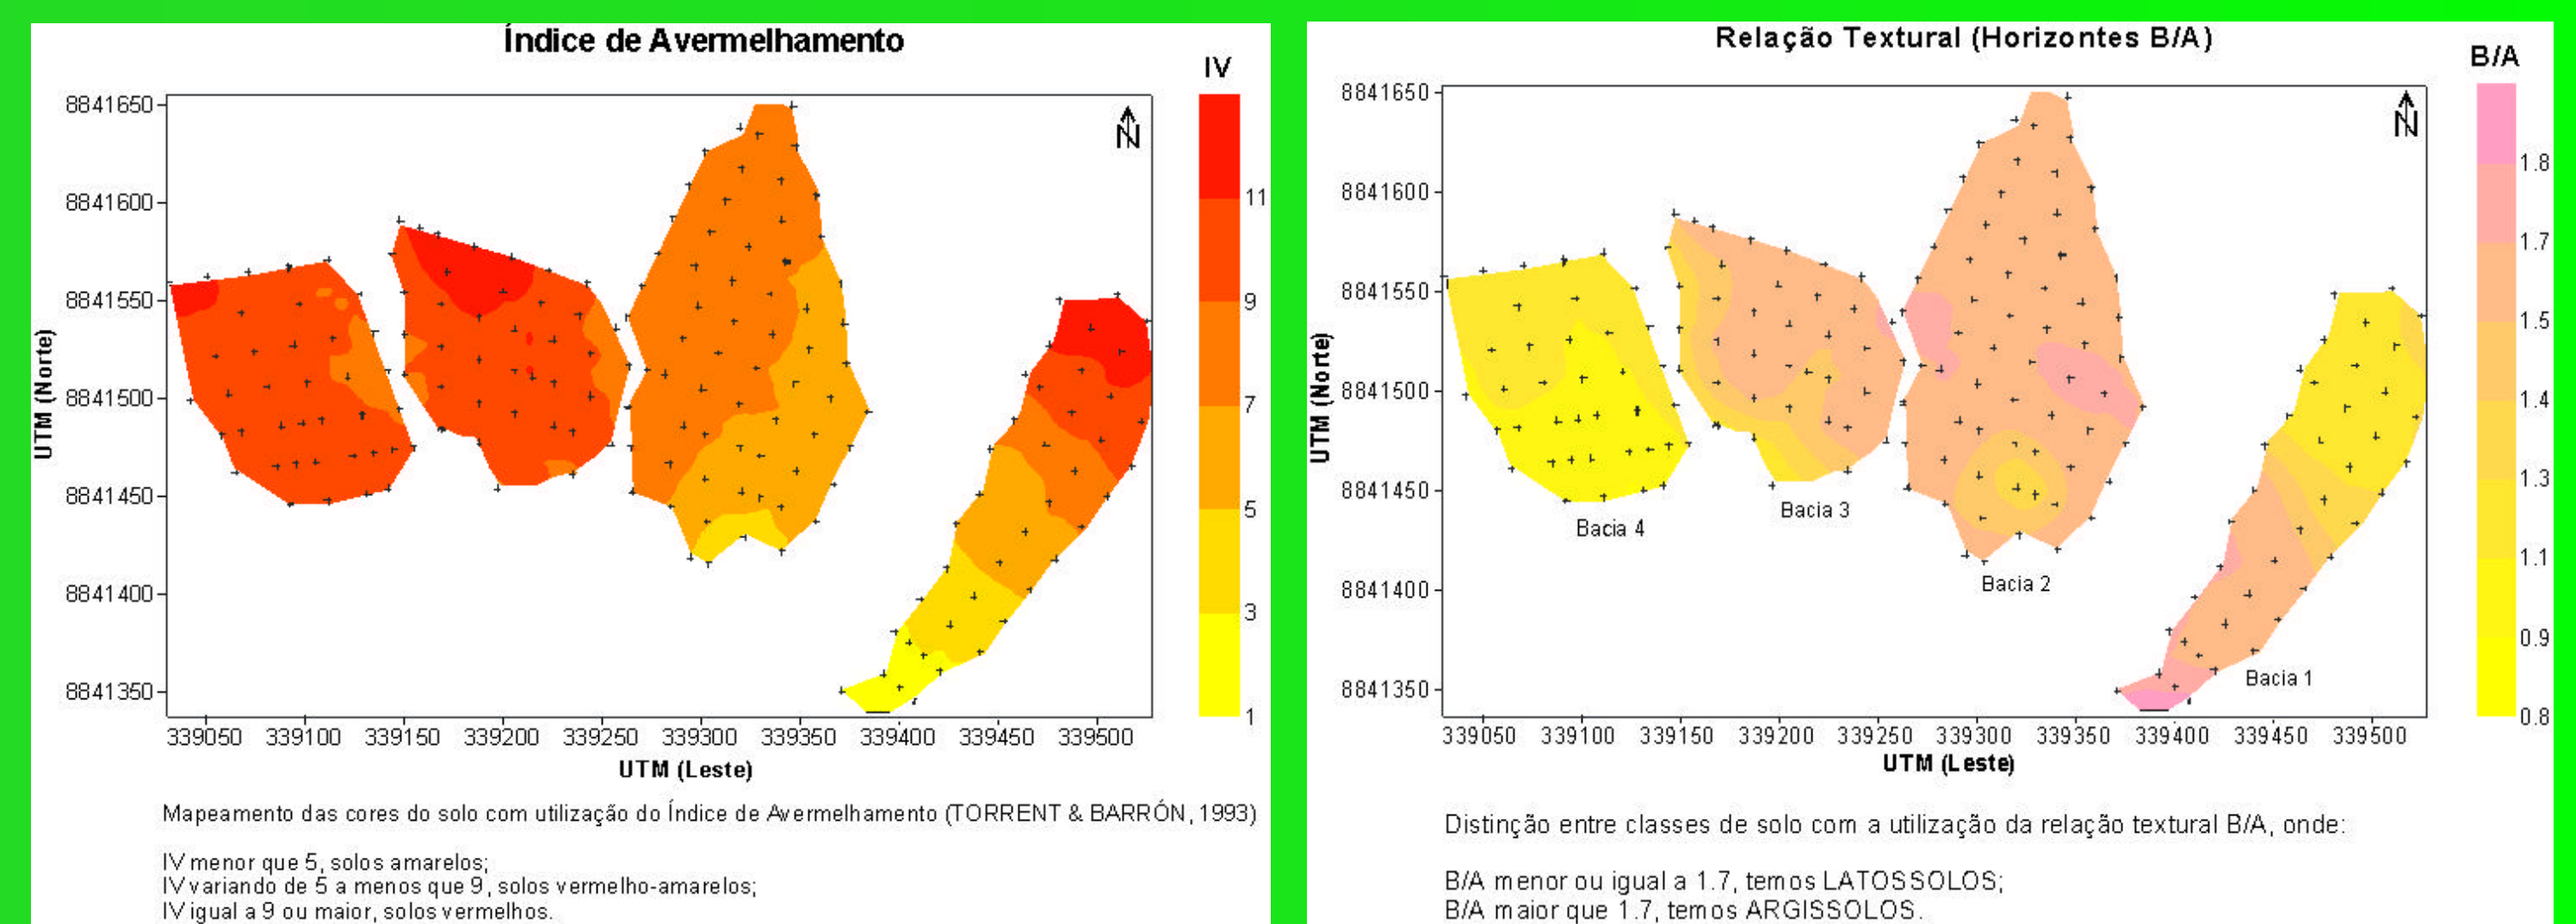 Índice de Avermelhamento
IV
8841650
8841600
8841550
8841500
8841450
8841400
8841350
UTM (Norte)
N
11
9
7
5
3
1
339050 339100 339150 339200 339250 339300 339350 339400 339450 339500
UTM (Leste)
Mapeamento das cores do solo com utilização do Índice de Avermelhamento (TORRENT & BARRÓN, 1993)
IV menor que 5, solos amarelos;
IV variando de 5 a menos que 9, solos vermelho-amarelos;
IV igual a 9 ou maior, solos vermelhos.
Relação Textural (Horizontes B/A)
B/A
8841650
8841600
8841550
8841500
8841450
8841400
8841350
UTM (Norte)
N
1.8
1.7
1.5
1.4
1.3
1.1
0.9
0.8
Bacia 4
Bacia 3
Bacia 2
Bacia 1
339050 339100 339150 339200 339250 339300 339350 339400 339450 339500
UTM (Leste)
Distinção entre classes de solo com a utilização da relação textural B/A, onde:
B/A menor ou igual a 1.7, temos LATOSSOLOS;
B/A maior que 1.7, temos ARGISSOLOS.